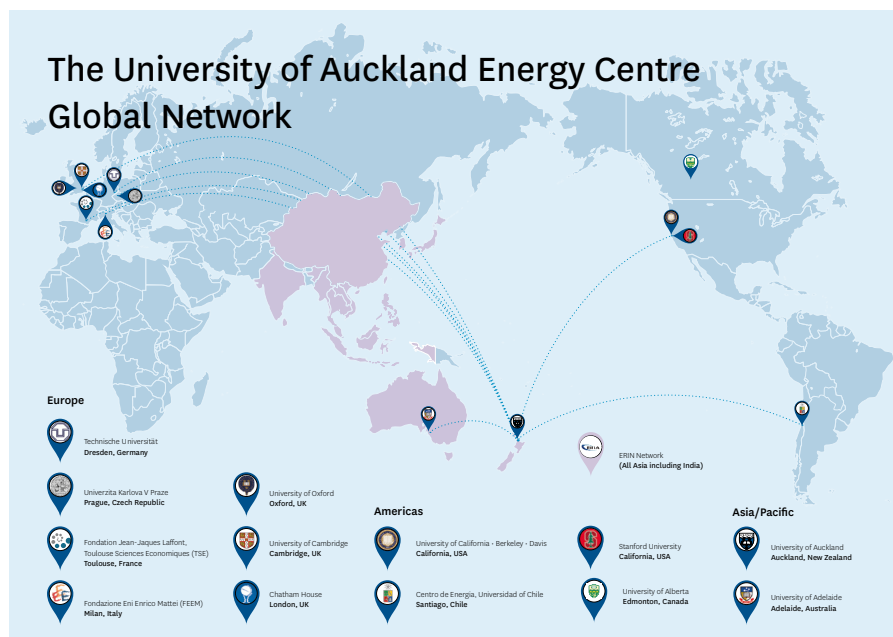 The University of Auckland Energy Centre
Global Network
Europe
Technische Universität
Dresden, Germany
Univerzita Karlova V Praze
Prague, Czech Republic
Fondation Jean-Jaques Laffont,
Toulouse Sciences Economiques (TSE)
Toulouse, France
Fondazione Eni Enrico Mattei (FEEM)
Milan, Italy
University of Oxford
Oxford, UK
University of Cambridge
Cambridge, UK
Chatham House
London, UK
Americas
University of California - Berkeley - Davis
California, USA
Centro de Energia, Universidad of Chile
Santiago, Chile
ERIA
ERIN Network
(All Asia including India)
Stanford University
California, USA
University of Alberta
Edmonton, Canada
Asia/Pacific
University of Auckland
Auckland, New Zealand
University of Adelaide
Adelaide, Australia